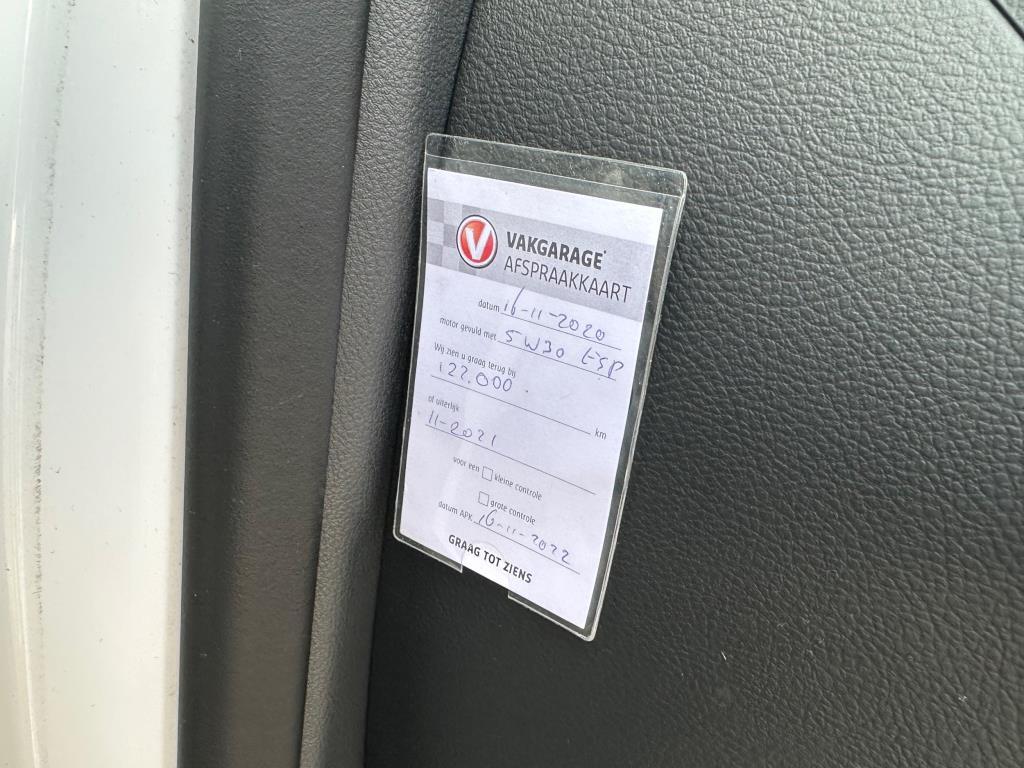 V
VAKGARAGE
AFSPRAAKKAART
datum 16-11-2020
motor gevuld met 5W30 ESP
Wij zien u graag terug bij
122.000 km
of uiterlijk
11-2021
voor een kleine controle
grote controle
datum APK 16-11-2022
GRAAG TOT ZIENS